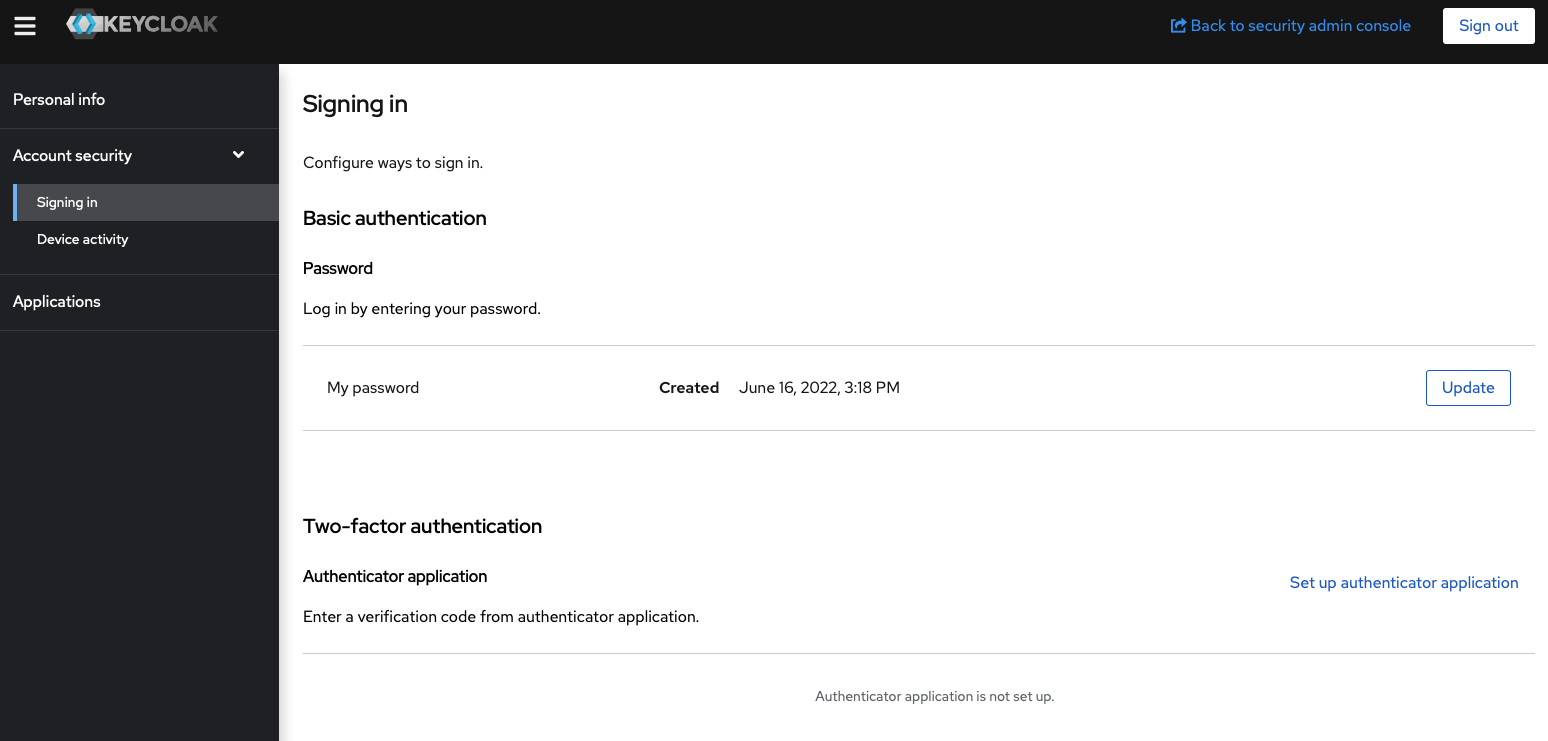 KEYCLOAK
Back to security admin console
Sign out
Personal info
Account security
Signing in
Device activity
Applications
Signing in
Configure ways to sign in.
Basic authentication
Password
Log in by entering your password.
My password Created June 16, 2022, 3:18 PM Update
Two-factor authentication
Authenticator application
Set up authenticator application
Enter a verification code from authenticator application.
Authenticator application is not set up.